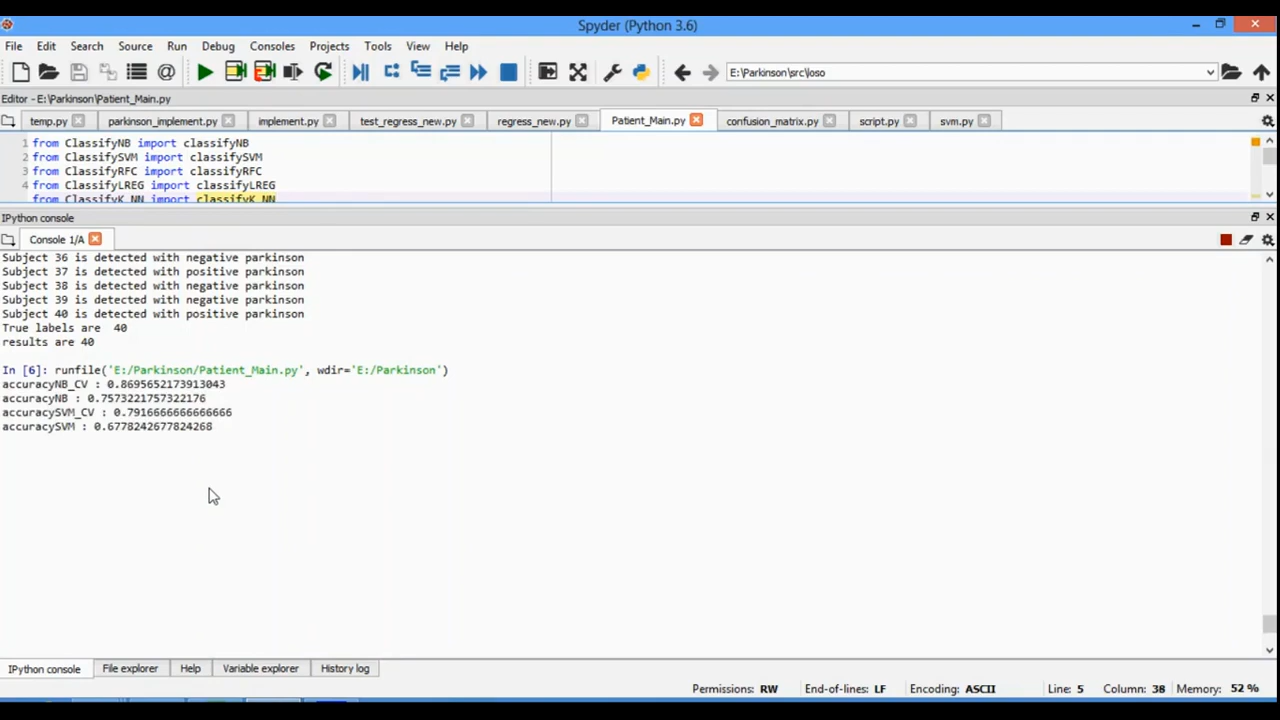 Spyder (Python 3.6)
File Edit Search Source Run Debug Consoles Projects Tools View Help
E:\Parkinson\src\loso
Editor - E:\Parkinson\Patient_Main.py
temp.py parkinson_implement.py implement.py test_regress_new.py regress_new.py Patient_Main.py confusion_matrix.py script.py svm.py
1 from ClassifyNB import classifyNB
2 from ClassifySVM import classifySVM
3 from ClassifyRFC import classifyRFC
4 from ClassifyLREG import classifyLREG
from ClassifyK_NN import classifyK_NN
IPython console
Console 1/A
Subject 36 is detected with negative parkinson
Subject 37 is detected with positive parkinson
Subject 38 is detected with negative parkinson
Subject 39 is detected with negative parkinson
Subject 40 is detected with positive parkinson
True labels are  40
results are 40
In [6]: runfile('E:/Parkinson/Patient_Main.py', wdir='E:/Parkinson')
accuracyNB_CV : 0.8695652173913043
accuracyNB : 0.7573221757322176
accuracySVM_CV : 0.7916666666666666
accuracySVM : 0.6778242677824268
IPython console File explorer Help Variable explorer History log
Permissions: RW End-of-lines: LF Encoding: ASCII Line: 5 Column: 38 Memory: 52 %